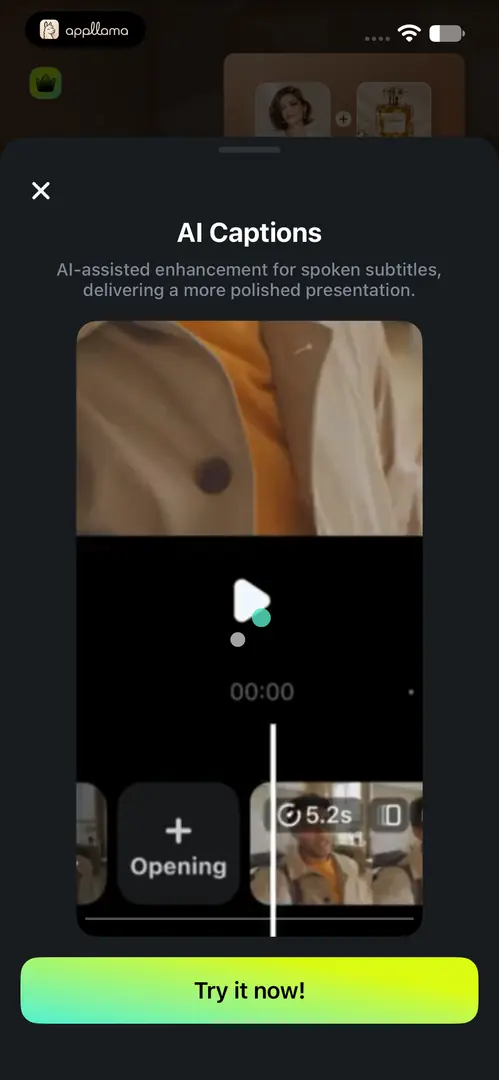 appllama
AI Captions
AI-assisted enhancement for spoken subtitles,
delivering a more polished presentation.
00:00
5.2s
Opening
Try it now!